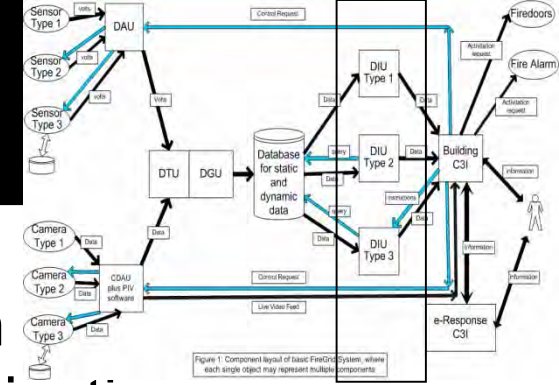 Sensor
Type 1
volts
Sensor
Type 2
volts
Sensor
Type 3
volts
DAU
Control Request
Volts
DTU
DGU
Database
for static
and
dynamic
data
Data
query
Data
query
Data
DIU
Type 1
DIU
Type 2
DIU
Type 3
Data
Data
Instructions
Data
Building
C3I
Activation
request
Firedoors
Fire Alarm
Activation
request
Information
Information
Information
e-Response
C3I
Camera
Type 1
Data
Camera
Type 2
Data
Camera
Type 3
Data
CDAU
plus PIV
software
Data
Control Request
Live Video Feed
Figure 1: Component layout of basic FireGrid System, where
each single object may represent multiple components